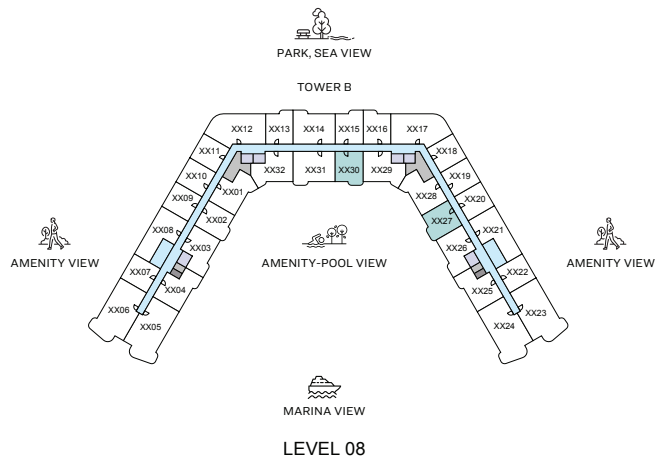 PARK, SEA VIEW
TOWER B
XX12 XX13 XX14 XX15 XX16 XX17
XX11 XX18
XX10 XX01 XX32 XX31 XX30 XX29 XX28 XX19
XX09 XX02 XX27 XX20
XX08 XX03 XX26 XX21
AMENITY VIEW AMENITY-POOL VIEW AMENITY VIEW
XX07 XX04 XX25 XX22
XX06 XX05 XX24 XX23
MARINA VIEW
LEVEL 08